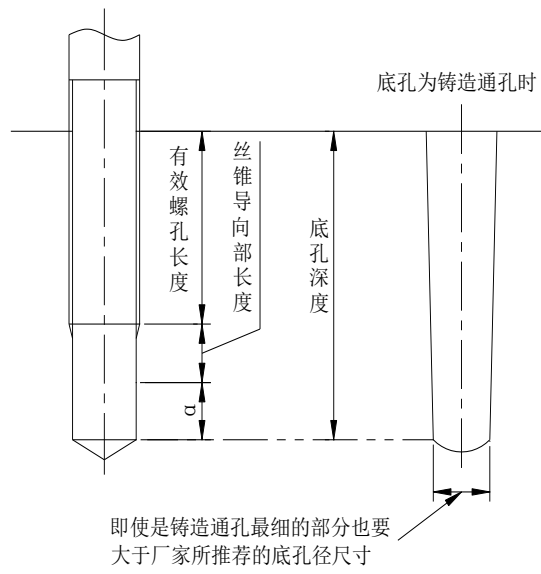 底孔为铸造通孔时
有效螺孔长度
丝锥导向部长度
底孔深度
α
即使是铸造通孔最细的部分也要
大于厂家所推荐的底孔径尺寸